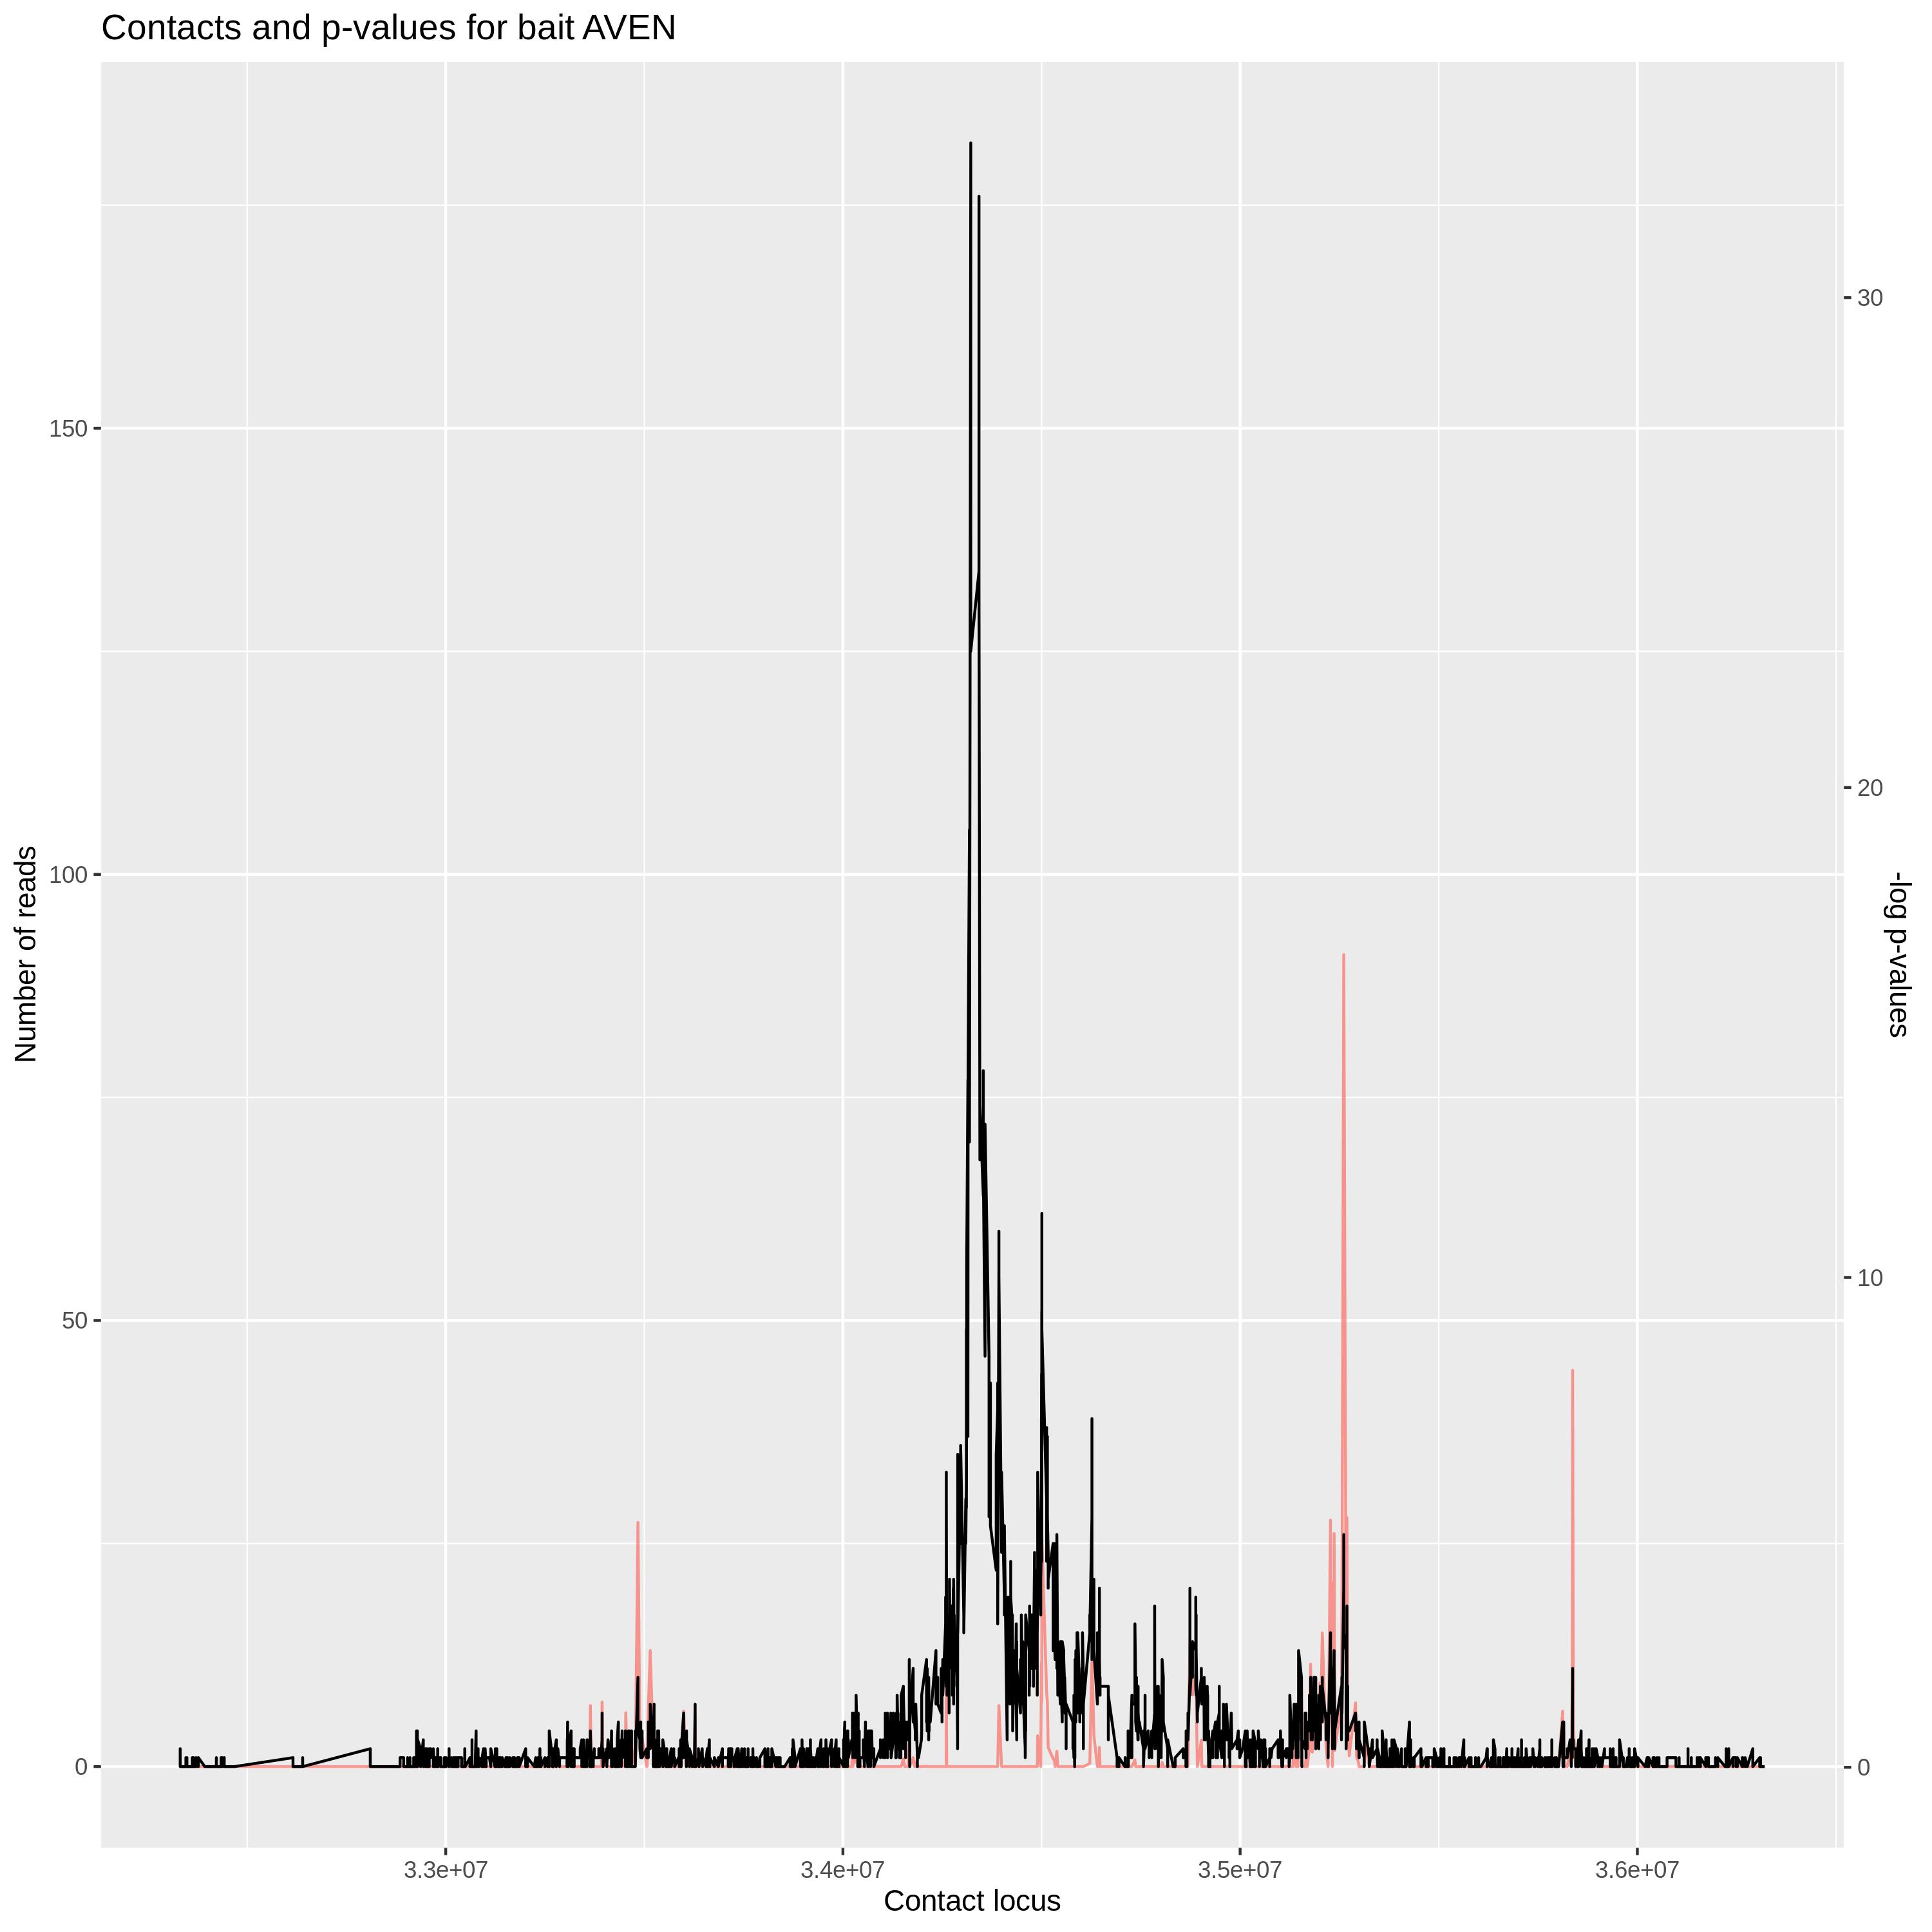 Contacts and p-values for bait AVEN
150
100
50
0
Number of reads
30
20
10
0
-log p-values
3.3e+07
3.4e+07
3.5e+07
3.6e+07
Contact locus